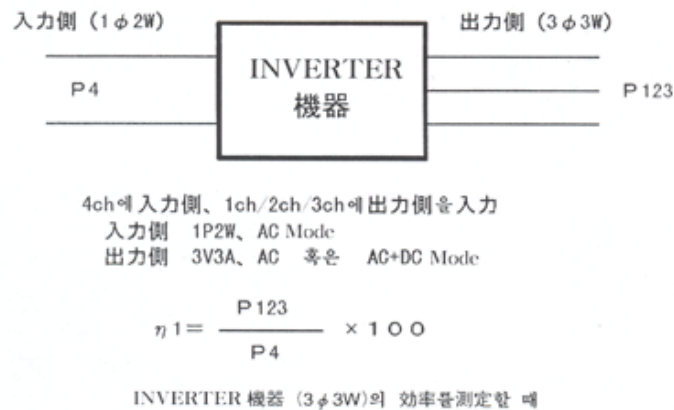 入力側 (1φ2W)
出力側 (3φ3W)
INVERTER
機器
P4
P123
4ch에 入力側、1ch/2ch/3ch에 出力側을 入力
入力側 1P2W、AC Mode
出力側 3V3A、AC 혹은 AC+DC Mode
η1＝ P123 / P4 ×100
INVERTER 機器 (3φ3W)의 効率를 測定할 때